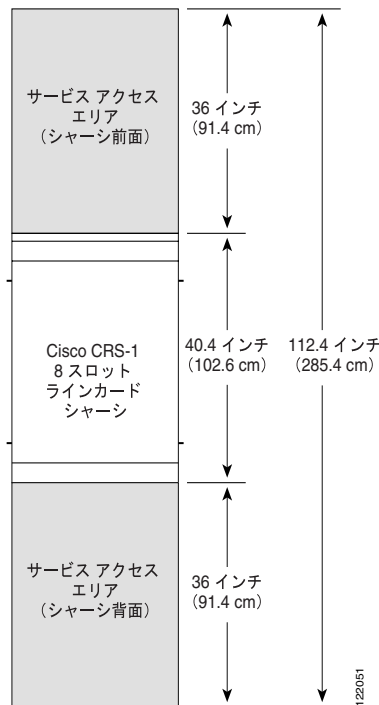 サービス アクセス
エリア
（シャーシ前面）
36 インチ
（91.4 cm）
Cisco CRS-1
8 スロット
ラインカード
シャーシ
40.4 インチ
（102.6 cm）
112.4 インチ
（285.4 cm）
サービス アクセス
エリア
（シャーシ背面）
36 インチ
（91.4 cm）
122051